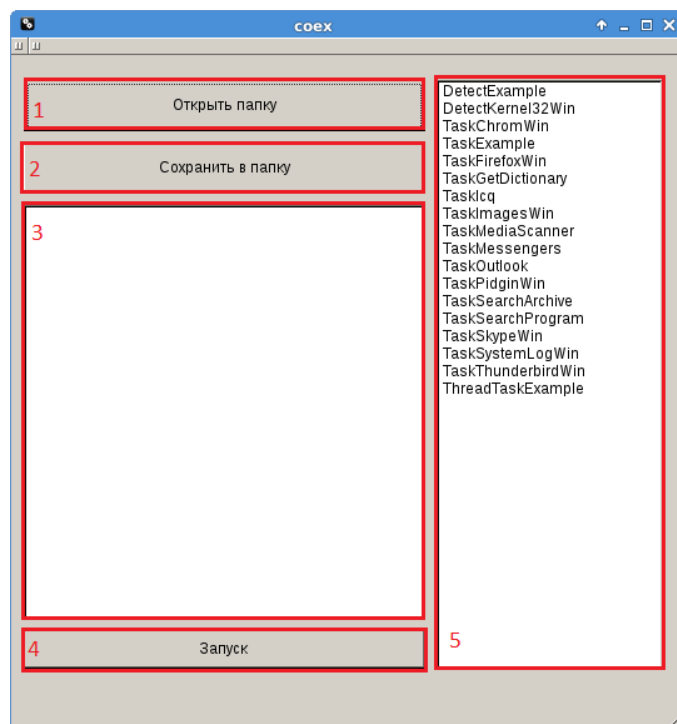 coex
1
Открыть папку
2
Сохранить в папку
3
4
Запуск
DetectExample
DetectKernel32Win
TaskChromWin
TaskExample
TaskFirefoxWin
TaskGetDictionary
TaskIcq
TaskImagesWin
TaskMediaScanner
TaskMessengers
TaskOutlook
TaskPidginWin
TaskSearchArchive
TaskSearchProgram
TaskSkypeWin
TaskSystemLogWin
TaskThunderbirdWin
ThreadTaskExample
5